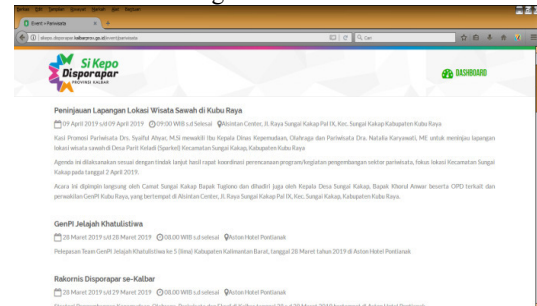 Event » Pariwisata
Cari
Si Kepo
Disporapar
PROVINSI KALBAR
DASHBOARD
Peninjauan Lapangan Lokasi Wisata Sawah di Kubu Raya
09 April 2019 s/d 09 April 2019 09:00 WIB s.d Selesai Alsintan Center, Jl. Raya Sungai Kakap Pal IX, Kec. Sungai Kakap Kabupaten Kubu Raya
Kasi Promosi Pariwisata Drs. Syaiful Ahyar, M.Si mewakili Ibu Kepala Dinas Kepemudaan, Olahraga dan Pariwisata Dra. Natalia Karyawati, ME untuk meninjau lapangan
lokasi wisata sawah di Desa Parit Keladi (Sparkel) Kecamatan Sungai Kakap, Kabupaten Kubu Raya
Agenda ini dilaksanakan sesuai dengan tindak lanjut hasil rapat koordinasi perencanaan program/kegiatan pengembangan sektor pariwisata, fokus lokasi Kecamatan Sungai
Kakap pada tanggal 2 April 2019.
Acara ini dipimpin langsung oleh Camat Sungai Kakap Bapak Tugiono dan dihadiri juga oleh Kepala Desa Sungai Kakap, Bapak Khorul Anwar beserta OPD terkait dan
perwakilan GenPI Kubu Raya, yang bertempat di Alsintan Center, Jl. Raya Sungai Kakap Pal IX, Kec. Sungai Kakap, Kabupaten Kubu Raya.
GenPI Jelajah Khatulistiwa
28 Maret 2019 s/d 28 Maret 2019 08.00 WIB s.d selesai Aston Hotel Pontianak
Pelepasan Team GenPI Jelajah Khatulistiwa ke 5 (lima) Kabupaten Kalimantan Barat, tanggal 28 Maret tahun 2019 di Aston Hotel Pontianak
Rakornis Disporapar se-Kalbar
28 Maret 2019 s/d 29 Maret 2019 08.00 WIB s.d selesai Aston Hotel Pontianak